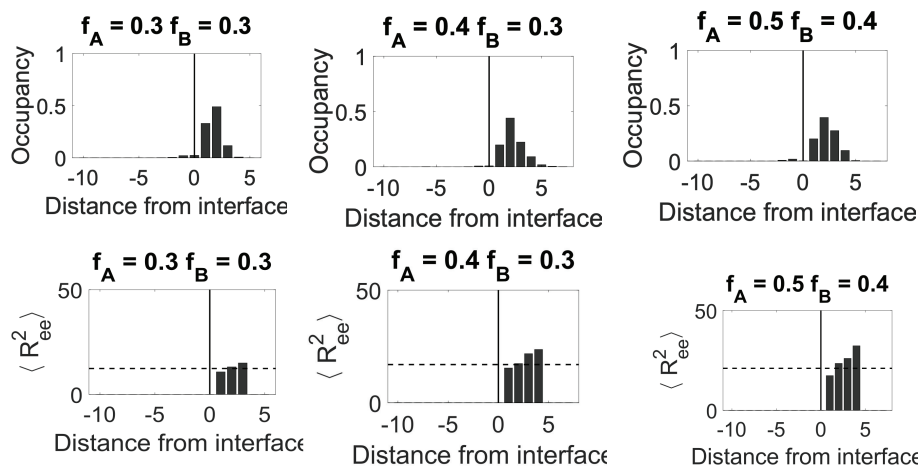 f_A = 0.3 f_B = 0.3
Occupancy
1
0.5
0
-10 -5 0 5
Distance from interface
f_A = 0.4 f_B = 0.3
Occupancy
1
0.5
0
-10 -5 0 5
Distance from interface
f_A = 0.5 f_B = 0.4
Occupancy
1
0.5
0
-10 -5 0 5
Distance from interface
f_A = 0.3 f_B = 0.3
⟨ R²_ee⟩
50
0
-10 -5 0 5
Distance from interface
f_A = 0.4 f_B = 0.3
⟨ R²_ee⟩
50
0
-10 -5 0 5
Distance from interface
f_A = 0.5 f_B = 0.4
⟨ R²_ee⟩
50
0
-10 -5 0 5
Distance from interface